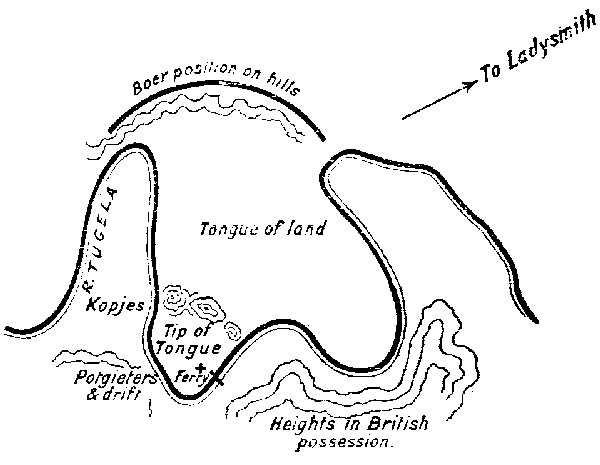 To Ladysmith
Boer position on hills
R. TUGELA
Tongue of land
Kopjes
Tip of
Tongue
Ferry
Potgieters
& drift
Heights in British
possession.